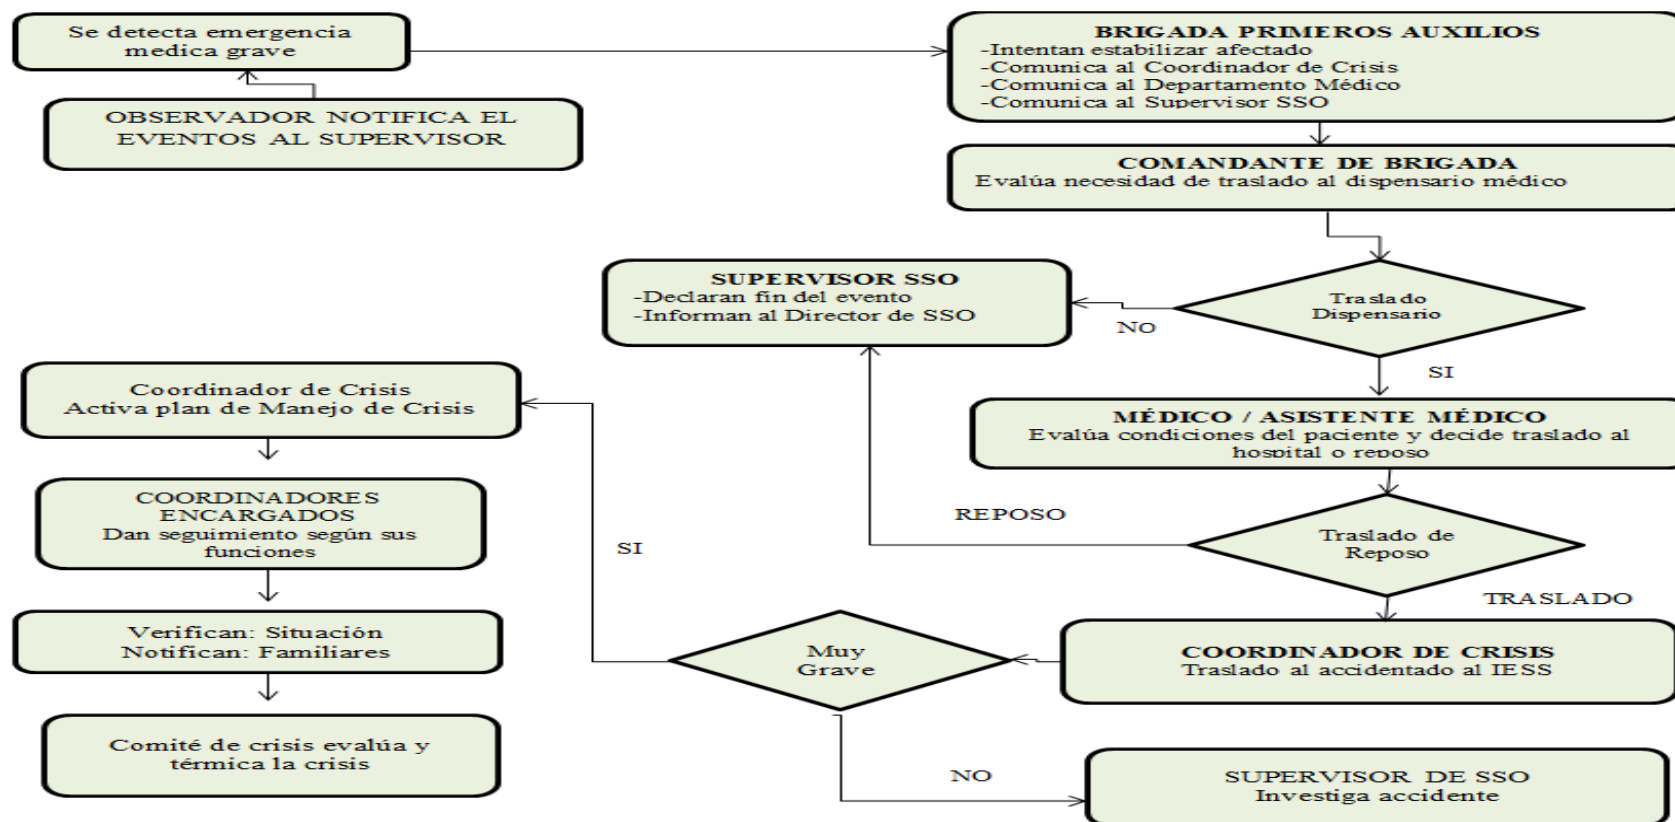 Se detecta emergencia
medica grave
OBSERVADOR NOTIFICA EL
EVENTOS AL SUPERVISOR
BRIGADA PRIMEROS AUXILIOS
-Intentan estabilizar afectado
-Comunica al Coordinador de Crisis
-Comunica al Departamento Médico
-Comunica al Supervisor SSO
COMANDANTE DE BRIGADA
Evalúa necesidad de traslado al dispensario médico
Traslado
Dispensario
NO
SI
SUPERVISOR SSO
-Declaran fin del evento
-Informan al Director de SSO
MÉDICO / ASISTENTE MÉDICO
Evalúa condiciones del paciente y decide traslado al
hospital o reposo
Traslado de
Reposo
REPOSO
TRASLADO
COORDINADOR DE CRISIS
Traslado al accidentado al IESS
Muy
Grave
SI
NO
SUPERVISOR DE SSO
Investiga accidente
Coordinador de Crisis
Activa plan de Manejo de Crisis
COORDINADORES
ENCARGADOS
Dan seguimiento según sus
funciones
Verifican: Situación
Notifican: Familiares
Comité de crisis evalúa y
térmica la crisis